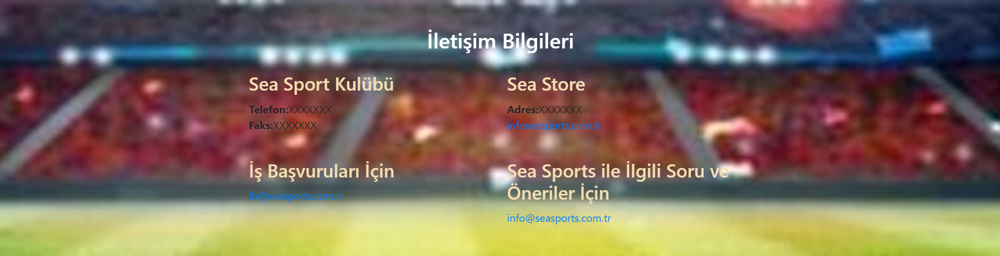 İletişim Bilgileri
Sea Sport Kulübü
Telefon:XXXXXXX
Faks:XXXXXXX
Sea Store
Adres:XXXXXXX
infoseasports.com.tr
İş Başvuruları İçin
ib@seasports.com.tr
Sea Sports ile İlgili Soru ve
Öneriler İçin
info@seasports.com.tr